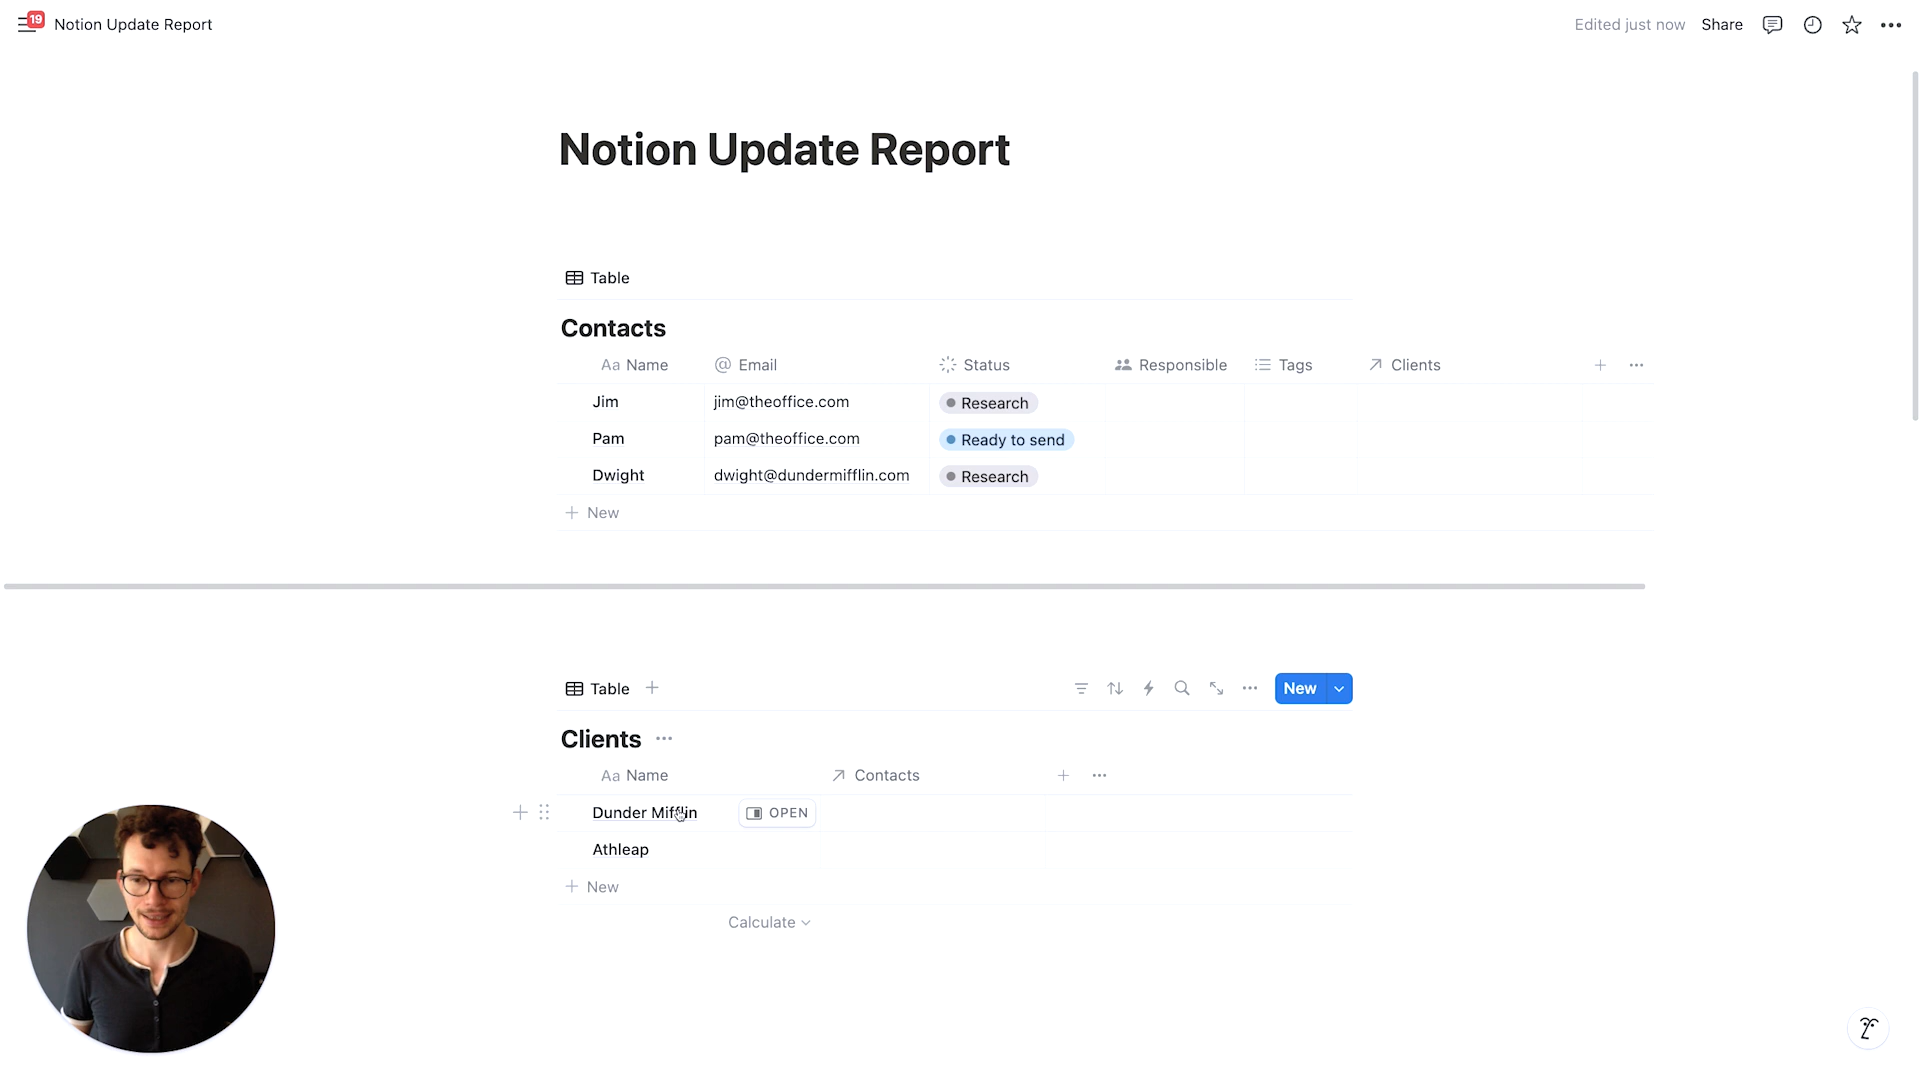 19 Notion Update Report Edited just now Share
Notion Update Report
Table
Contacts
Aa Name @ Email Status Responsible Tags Clients
Jim jim@theoffice.com Research
Pam pam@theoffice.com Ready to send
Dwight dwight@dundermifflin.com Research
+ New
Table + New
Clients
Aa Name Contacts
Dunder Mifflin OPEN
Athleap
+ New
Calculate